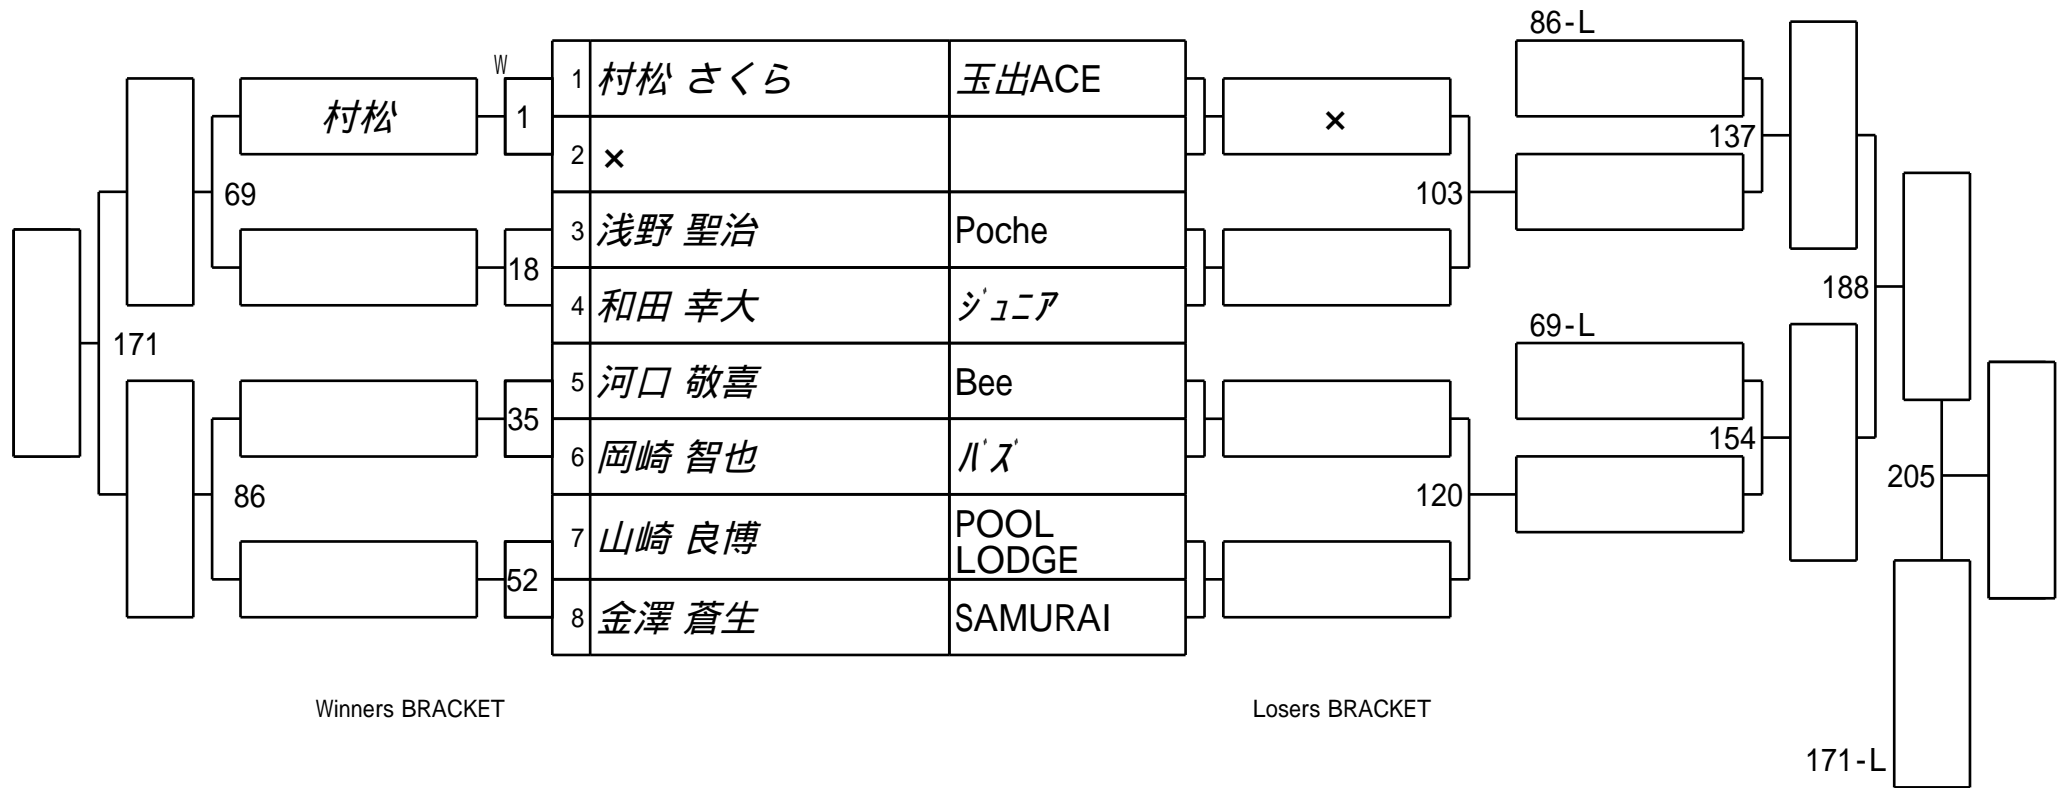 86-L
W
1 村松 さくら 玉出ACE
村松 1 × 137
2 ×
69 103
3 浅野 聖治 Poche
18
4 和田 幸大 ジュニア 188
69-L
171
5 河口 敬喜 Bee
35 154
6 岡崎 智也 バズ
86 120 205
7 山崎 良博 POOL
LODGE
52
8 金澤 蒼生 SAMURAI
Winners BRACKET Losers BRACKET
171-L